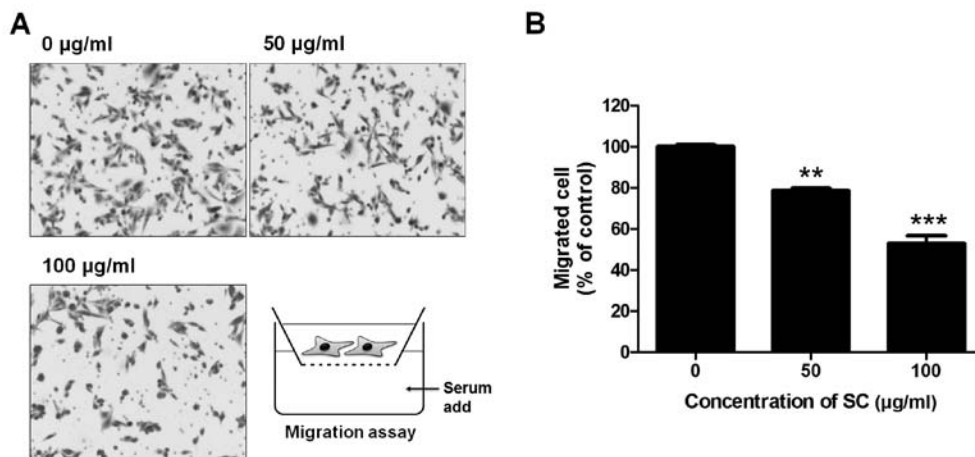 A
0 µg/ml
50 µg/ml
100 µg/ml
Serum
add
Migration assay
B
Migrated cell
(% of control)
120
100
80
60
40
20
0
**
***
0
50
100
Concentration of SC (µg/ml)